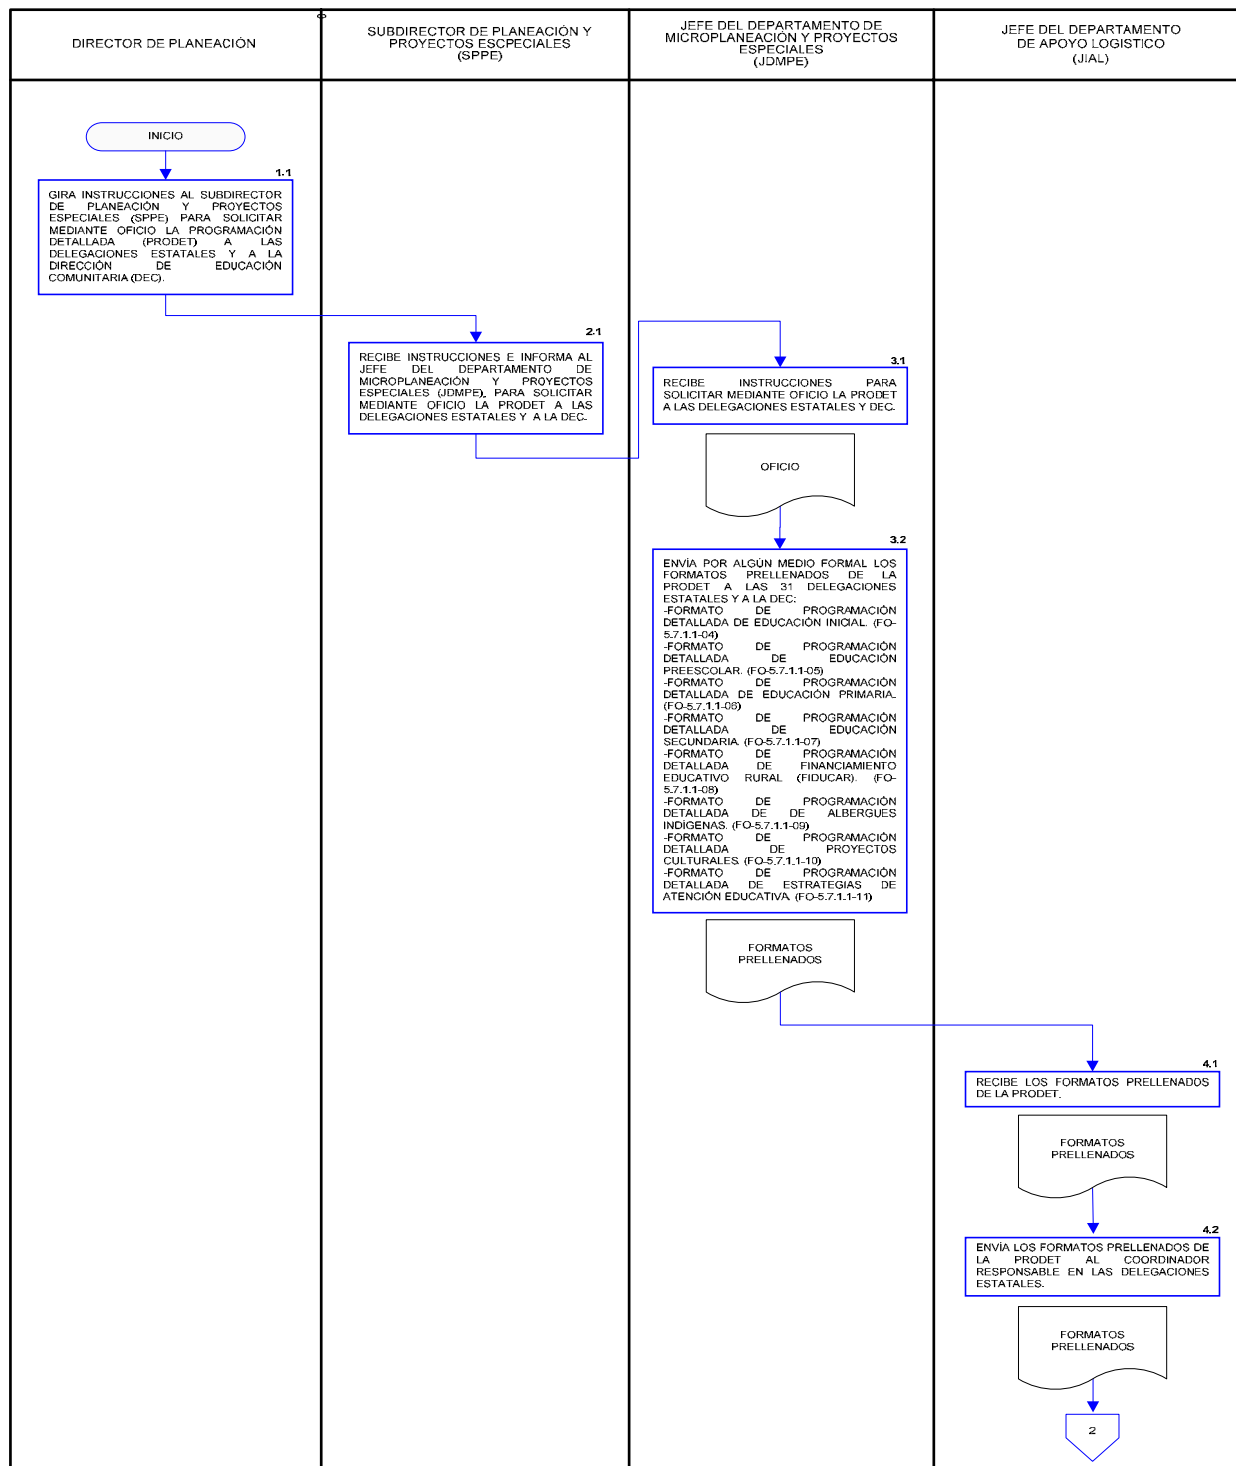 DIRECTOR DE PLANEACIÓN
SUBDIRECTOR DE PLANEACIÓN Y
PROYECTOS ESCPECIALES
(SPPE)
JEFE DEL DEPARTAMENTO DE
MICROPLANEACIÓN Y PROYECTOS
ESPECIALES
(JDMPE)
JEFE DEL DEPARTAMENTO
DE APOYO LOGISTICO
(JIAL)
INICIO
1.1
GIRA INSTRUCCIONES AL SUBDIRECTOR
DE PLANEACIÓN Y PROYECTOS
ESPECIALES (SPPE) PARA SOLICITAR
MEDIANTE OFICIO LA PROGRAMACIÓN
DETALLADA (PRODET) A LAS
DELEGACIONES ESTATALES Y A LA
DIRECCIÓN DE EDUCACIÓN
COMUNITARIA (DEC).
2.1
RECIBE INSTRUCCIONES E INFORMA AL
JEFE DEL DEPARTAMENTO DE
MICROPLANEACIÓN Y PROYECTOS
ESPECIALES (JDMPE), PARA SOLICITAR
MEDIANTE OFICIO LA PRODET A LAS
DELEGACIONES ESTATALES Y A LA DEC.
3.1
RECIBE INSTRUCCIONES PARA
SOLICITAR MEDIANTE OFICIO LA PRODET
A LAS DELEGACIONES ESTATALES Y DEC.
OFICIO
3.2
ENVÍA POR ALGÚN MEDIO FORMAL LOS
FORMATOS PRELLENADOS DE LA
PRODET A LAS 31 DELEGACIONES
ESTATALES Y A LA DEC:
-FORMATO DE PROGRAMACIÓN
DETALLADA DE EDUCACIÓN INICIAL. (FO-
5.7.1.1-04)
-FORMATO DE PROGRAMACIÓN
DETALLADA DE EDUCACIÓN
PREESCOLAR. (FO-5.7.1.1-05)
-FORMATO DE PROGRAMACIÓN
DETALLADA DE EDUCACIÓN PRIMARIA.
(FO-5.7.1.1-06)
-FORMATO DE PROGRAMACIÓN
DETALLADA DE EDUCACIÓN
SECUNDARIA. (FO-5.7.1.1-07)
-FORMATO DE PROGRAMACIÓN
DETALLADA DE FINANCIAMIENTO
EDUCATIVO RURAL (FIDUCAR). (FO-
5.7.1.1-08)
-FORMATO DE PROGRAMACIÓN
DETALLADA DE DE ALBERGUES
INDÍGENAS. (FO-5.7.1.1-09)
-FORMATO DE PROGRAMACIÓN
DETALLADA DE PROYECTOS
CULTURALES. (FO-5.7.1.1-10)
-FORMATO DE PROGRAMACIÓN
DETALLADA DE ESTRATEGIAS DE
ATENCIÓN EDUCATIVA. (FO-5.7.1.1-11)
FORMATOS
PRELLENADOS
4.1
RECIBE LOS FORMATOS PRELLENADOS
DE LA PRODET.
FORMATOS
PRELLENADOS
4.2
ENVÍA LOS FORMATOS PRELLENADOS DE
LA PRODET AL COORDINADOR
RESPONSABLE EN LAS DELEGACIONES
ESTATALES.
FORMATOS
PRELLENADOS
2